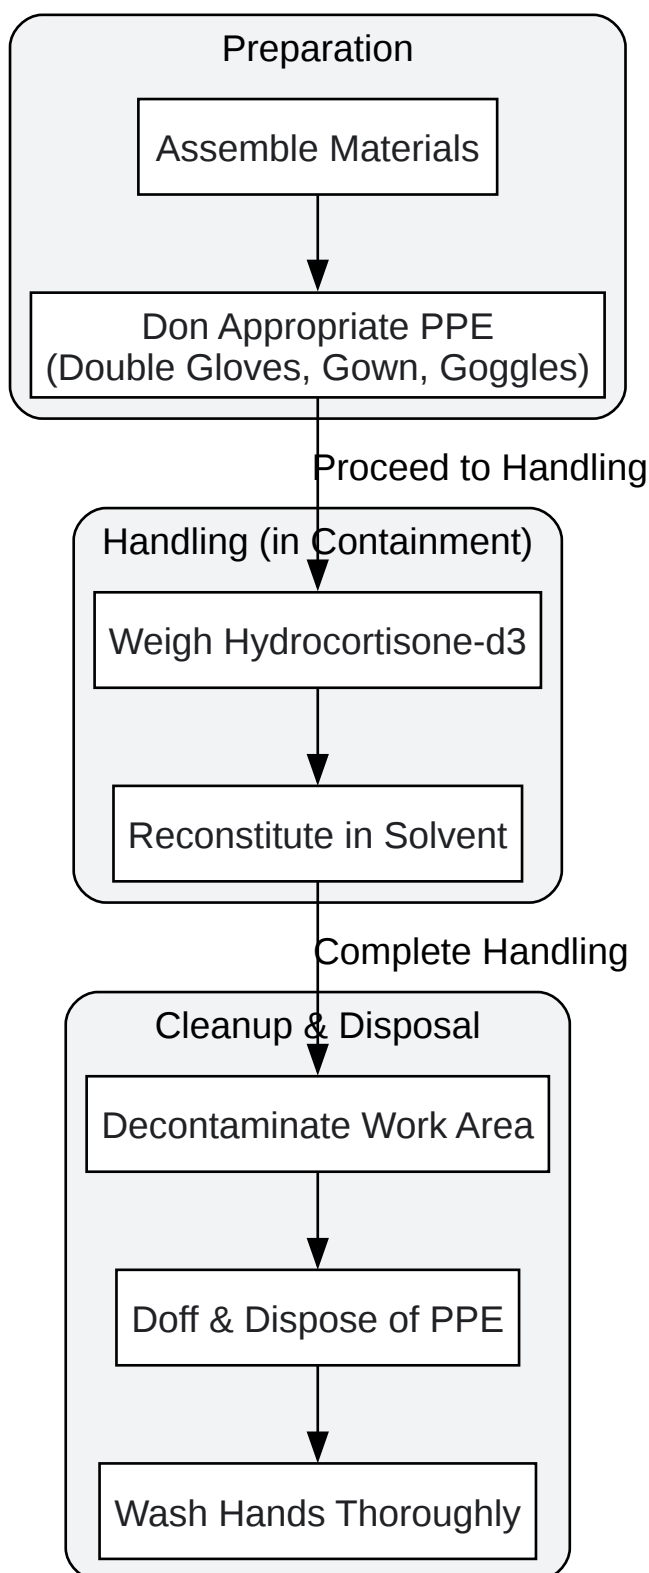 Preparation
Assemble Materials
Don Appropriate PPE
(Double Gloves, Gown, Goggles)
Proceed to Handling
Handling (in Containment)
Weigh Hydrocortisone-d3
Reconstitute in Solvent
Complete Handling
Cleanup & Disposal
Decontaminate Work Area
Doff & Dispose of PPE
Wash Hands Thoroughly